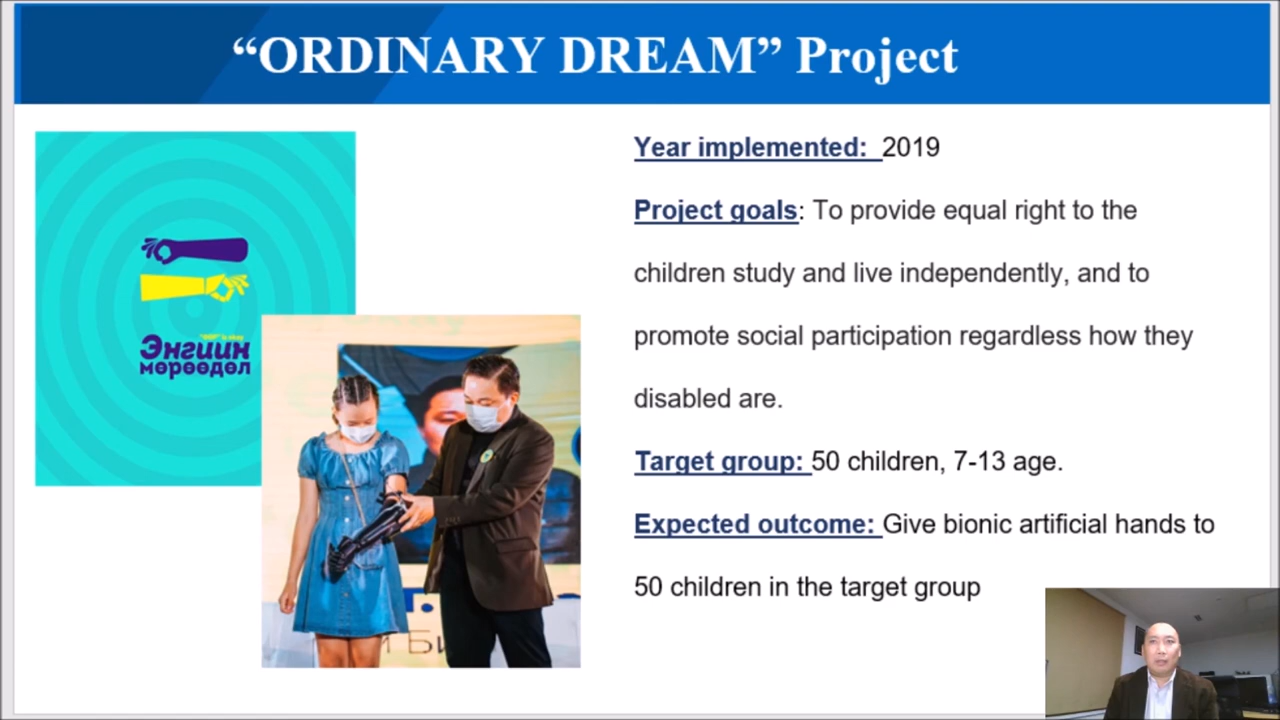 “ORDINARY DREAM” Project
Энгийн
мөрөөдөл
Year implemented: 2019
Project goals: To provide equal right to the
children study and live independently, and to
promote social participation regardless how they
disabled are.
Target group: 50 children, 7-13 age.
Expected outcome: Give bionic artificial hands to
50 children in the target group